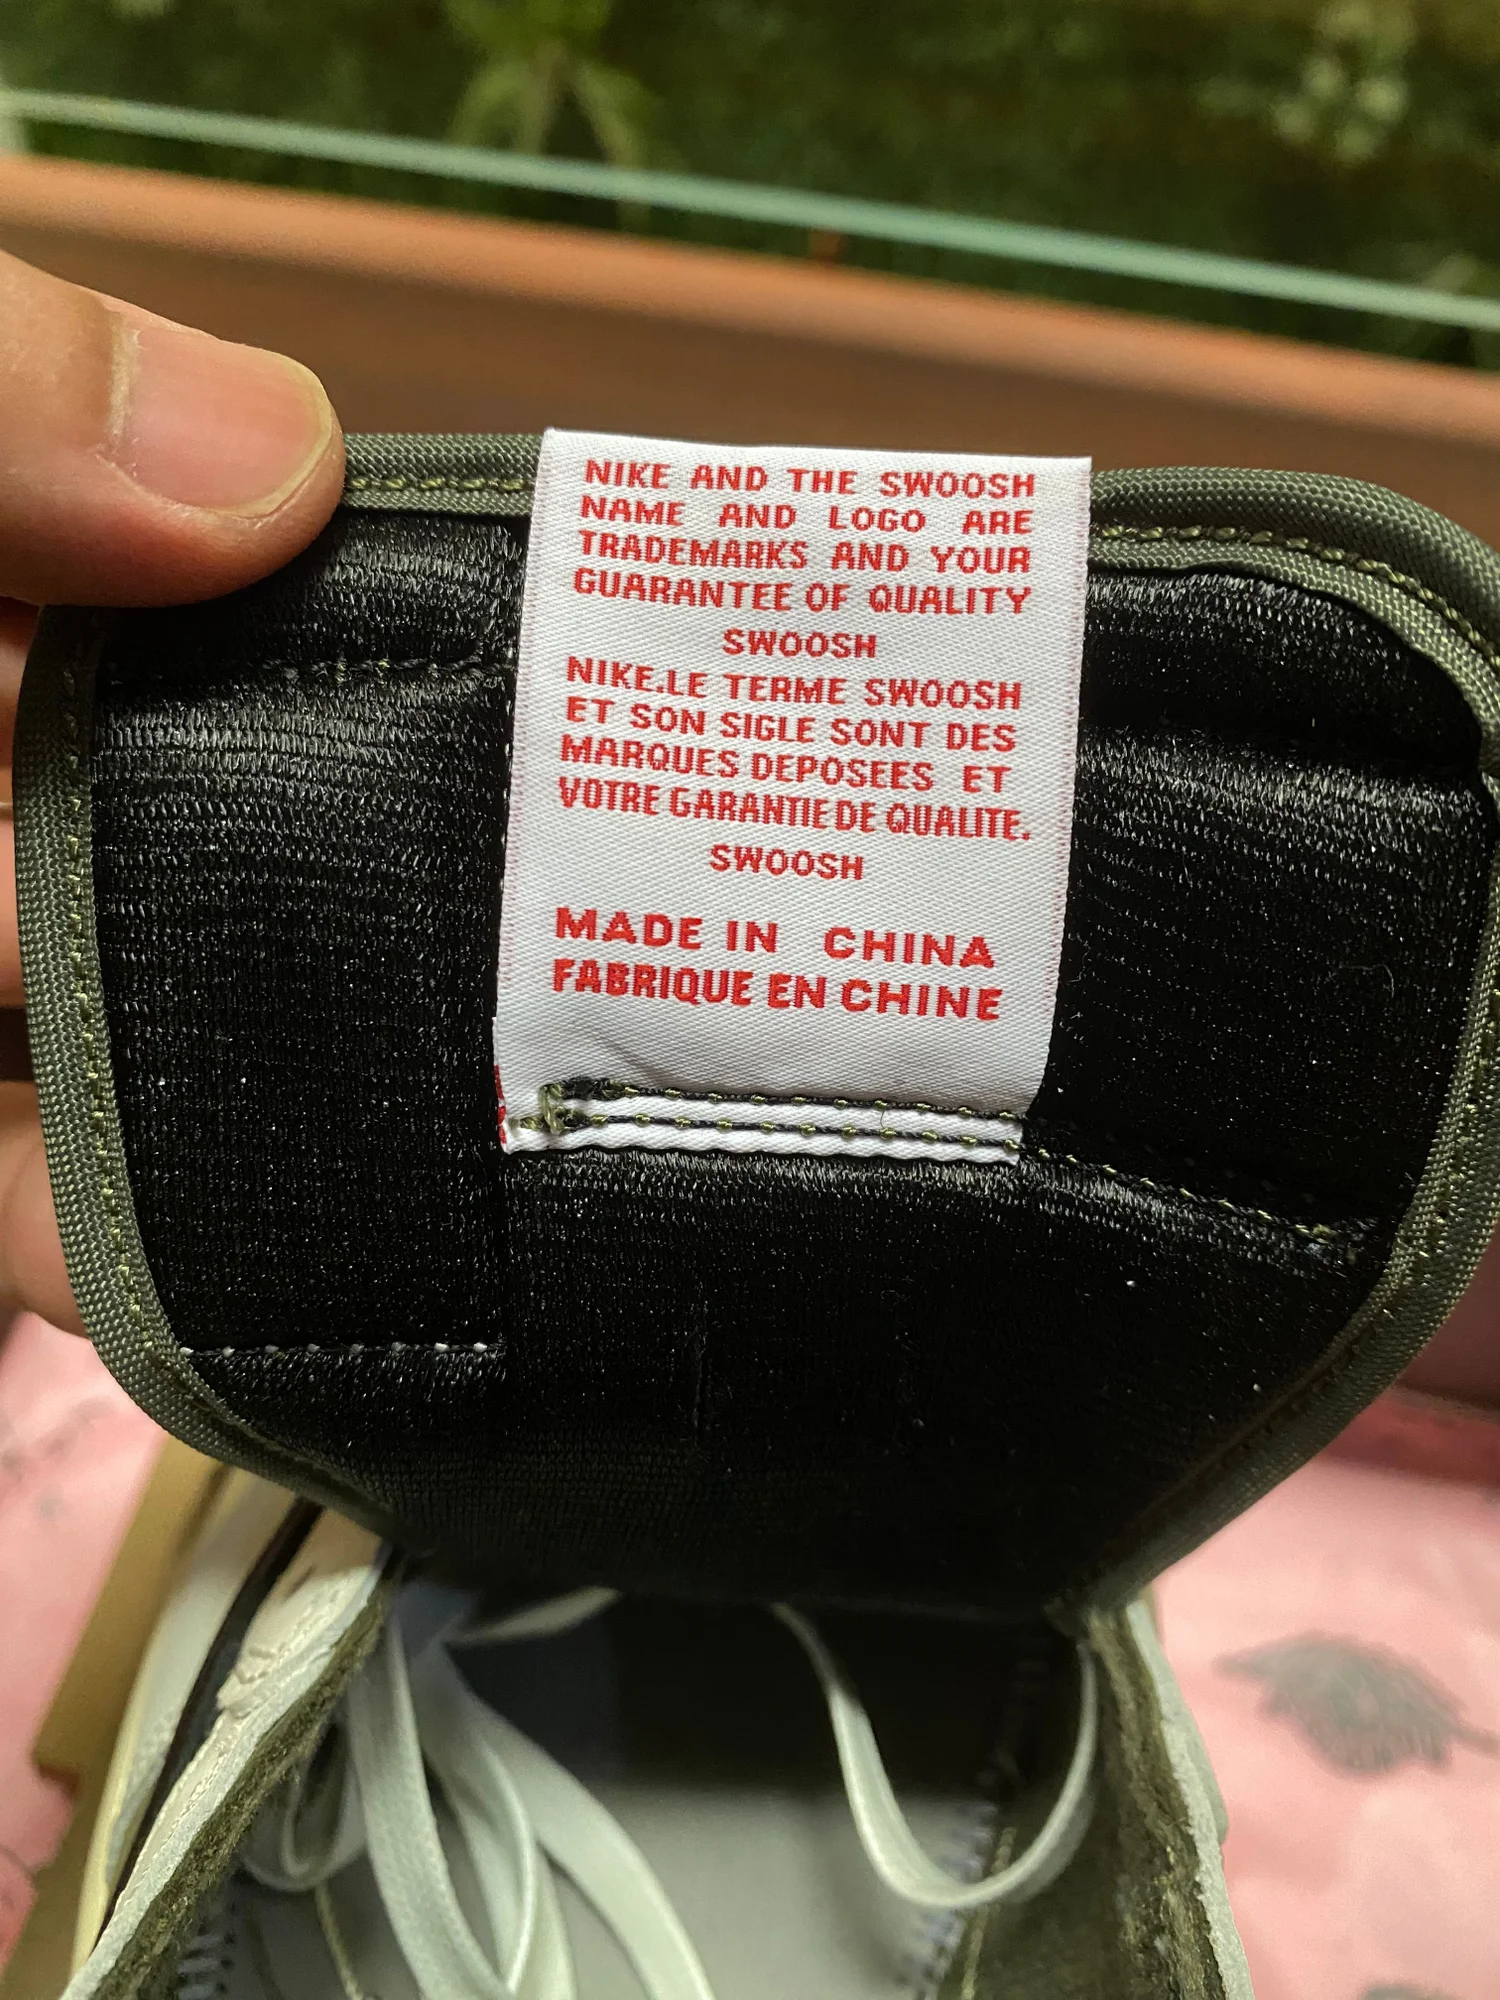 NIKE AND THE SWOOSH
NAME AND LOGO ARE
TRADEMARKS AND YOUR
GUARANTEE OF QUALITY
SWOOSH
NIKE.LE TERME SWOOSH
ET SON SIGLE SONT DES
MARQUES DEPOSEES ET
VOTRE GARANTIE DE QUALITE.
SWOOSH
MADE IN CHINA
FABRIQUE EN CHINE